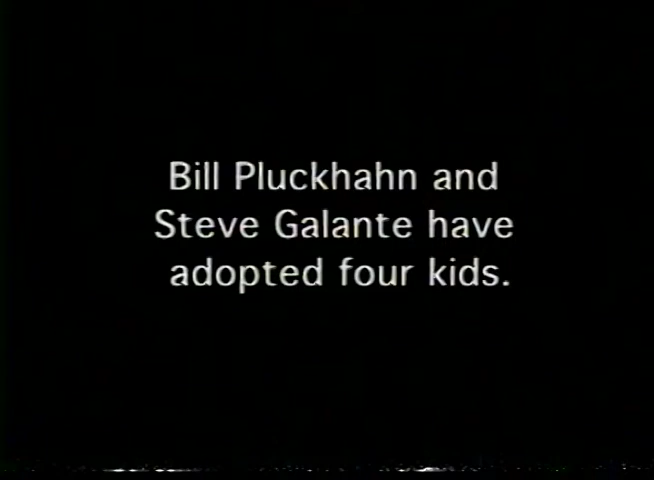 Bill Pluckhahn and
Steve Galante have
adopted four kids.